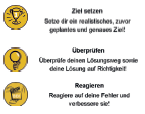 Ziel setzen
Setze dir ein realistisches, zuvor
geplantes und genaues Ziel!
Überprüfen
Überprüfe deinen Lösungsweg sowie
deine Lösung auf Richtigkeit!
Reagieren
Reagiere auf deine Fehler und
verbessere sie!